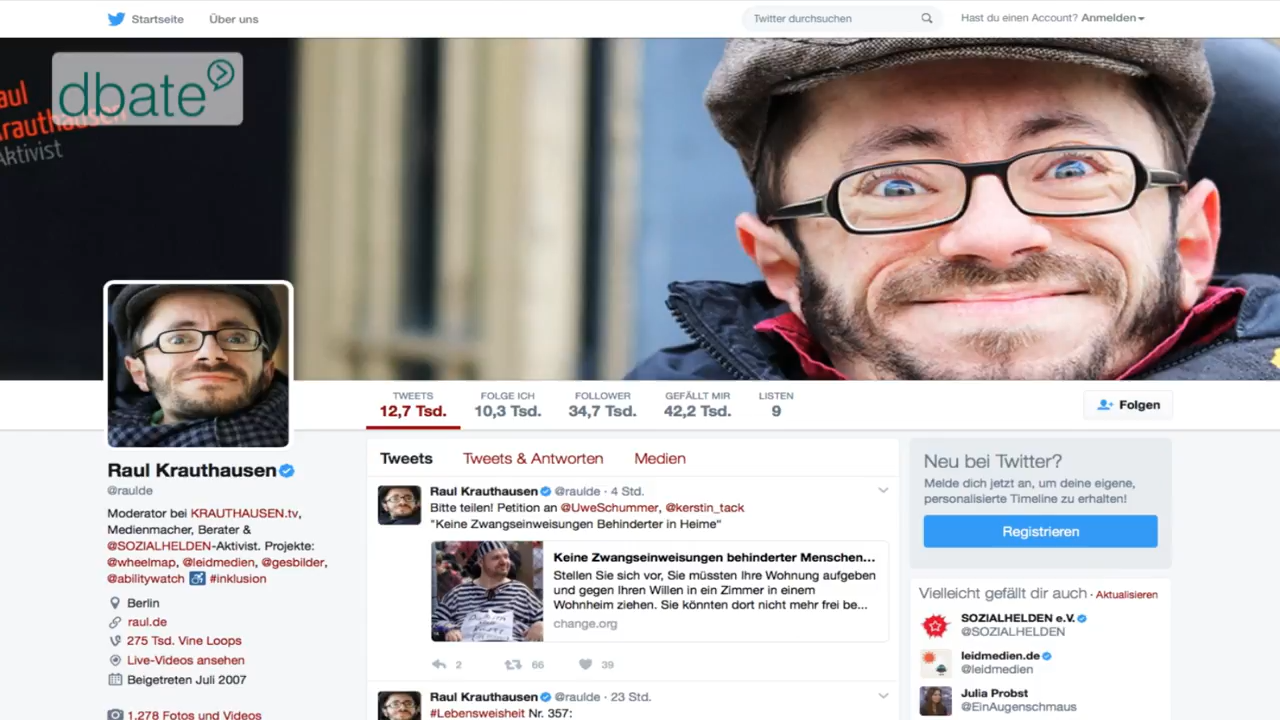 Startseite
Über uns
Twitter durchsuchen
Hast du einen Account? Anmelden
dbate
aul
Krauthausen
Aktivist
TWEETS
12,7 Tsd.
FOLGE ICH
10,3 Tsd.
FOLLOWER
34,7 Tsd.
GEFÄLLT MIR
42,2 Tsd.
LISTEN
9
Folgen
Raul Krauthausen
@raulde
Moderator bei KRAUTHAUSEN.tv,
Medienmacher, Berater &
@SOZIALHELDEN-Aktivist. Projekte:
@wheelmap, @leidmedien, @gesbilder,
@abilitywatch ♿ #inklusion
Berlin
raul.de
275 Tsd. Vine Loops
Live-Videos ansehen
Beigetreten Juli 2007
1.278 Fotos und Videos
Tweets
Tweets & Antworten
Medien
Raul Krauthausen @raulde · 4 Std.
Bitte teilen! Petition an @UweSchummer, @kerstin_tack
"Keine Zwangseinweisungen Behinderter in Heime"
Keine Zwangseinweisungen behinderter Menschen...
Stellen Sie sich vor, Sie müssten Ihre Wohnung aufgeben
und gegen Ihren Willen in ein Zimmer in einem
Wohnheim ziehen. Sie könnten dort nicht mehr frei be...
change.org
2
66
39
Raul Krauthausen @raulde · 23 Std.
#Lebensweisheit Nr. 357:
Neu bei Twitter?
Melde dich jetzt an, um deine eigene,
personalisierte Timeline zu erhalten!
Registrieren
Vielleicht gefällt dir auch · Aktualisieren
SOZIALHELDEN e.V.
@SOZIALHELDEN
leidmedien.de
@leidmedien
Julia Probst
@EinAugenschmaus